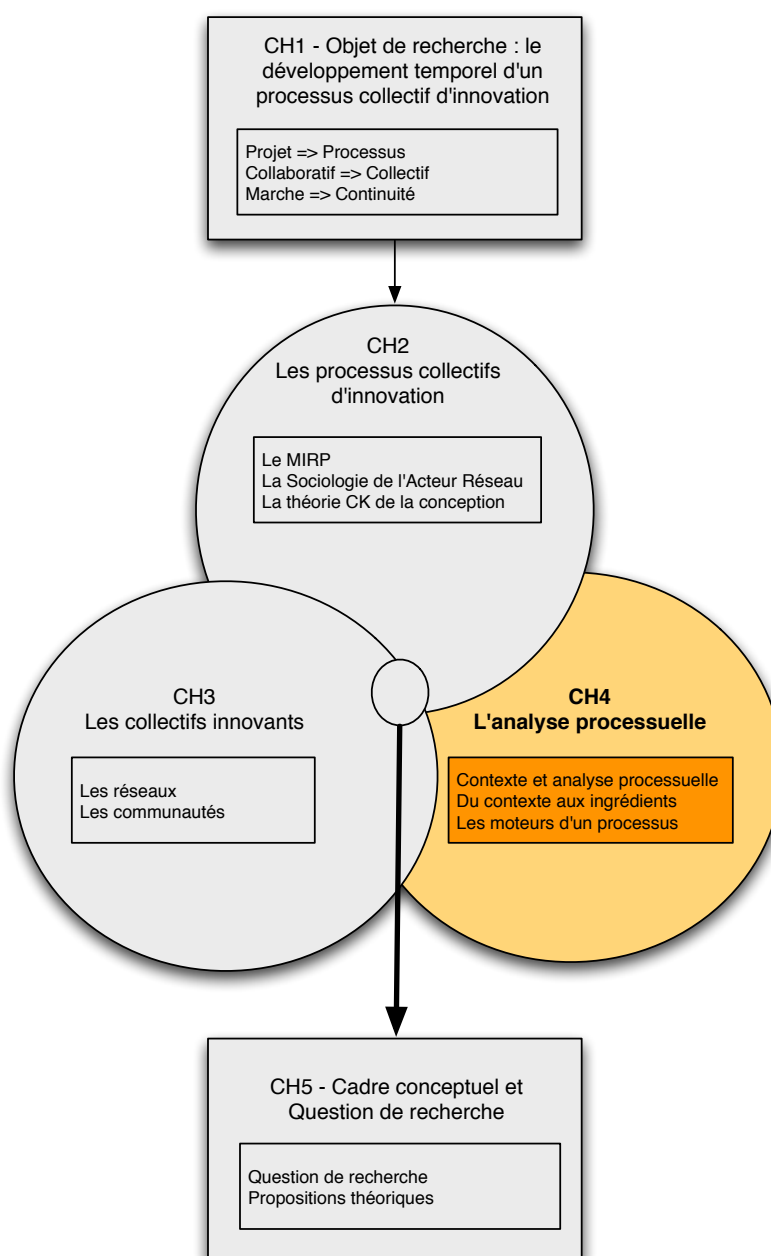 CH1 - Objet de recherche : le
développement temporel d'un
processus collectif d'innovation
Projet => Processus
Collaboratif => Collectif
Marche => Continuité
CH2
Les processus collectifs
d'innovation
Le MIRP
La Sociologie de l'Acteur Réseau
La théorie CK de la conception
CH3
Les collectifs innovants
Les réseaux
Les communautés
CH4
L'analyse processuelle
Contexte et analyse processuelle
Du contexte aux ingrédients
Les moteurs d'un processus
CH5 - Cadre conceptuel et
Question de recherche
Question de recherche
Propositions théoriques